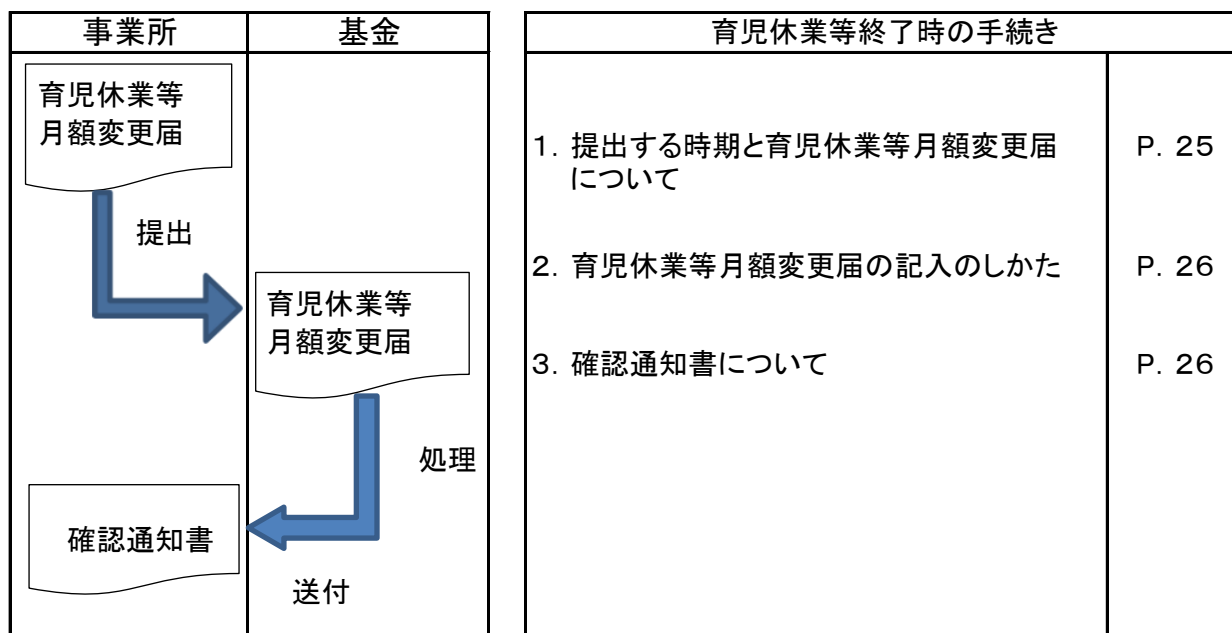 事業所
基金
育児休業等
月額変更届
提出
育児休業等
月額変更届
処理
確認通知書
送付
育児休業等終了時の手続き
1．提出する時期と育児休業等月額変更届
について
P．25
2．育児休業等月額変更届の記入のしかた
P．26
3．確認通知書について
P．26